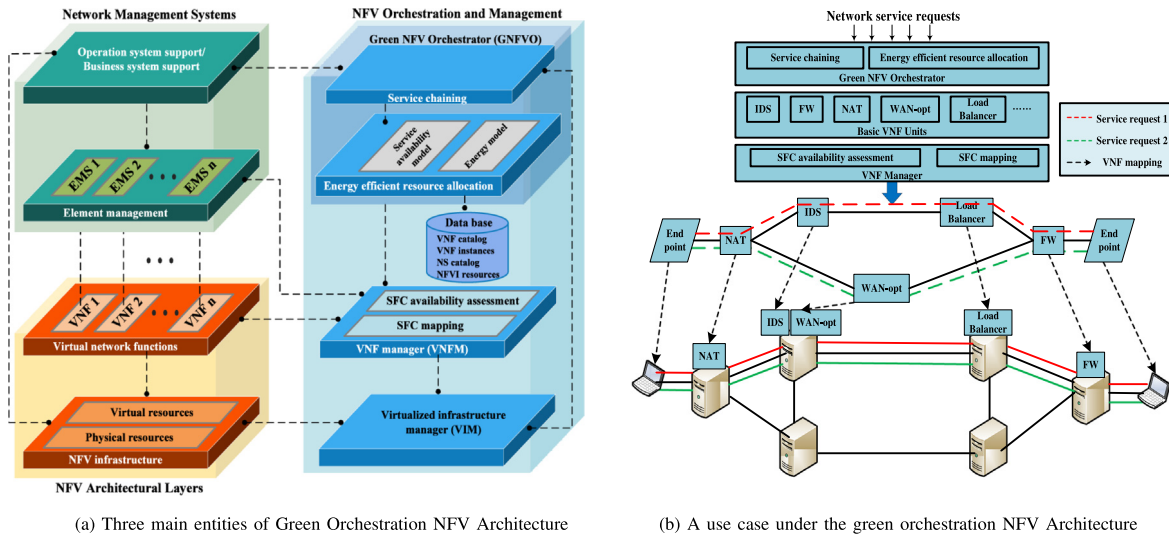 Network Management Systems
Operation system support/
Business system support
EMS 1
EMS 2
EMS n
Element management
VNF 1
VNF 2
VNF n
Virtual network functions
Virtual resources
Physical resources
NFV infrastructure
NFV Architectural Layers
NFV Orchestration and Management
Green NFV Orchestrator (GNFVO)
Service chaining
Service
availability
model
Energy model
Energy efficient resource allocation
Data base
VNF catalog
VNF instances
NS catalog
NFVI resources
SFC availability assessment
SFC mapping
VNF manager (VNFM)
Virtualized infrastructure
manager (VIM)
(a) Three main entities of Green Orchestration NFV Architecture
Network service requests
Service chaining
Energy efficient resource allocation
Green NFV Orchestrator
IDS
FW
NAT
WAN-opt
Load
Balancer
......
Basic VNF Units
SFC availability assessment
SFC mapping
VNF Manager
Service request 1
Service request 2
VNF mapping
End
point
NAT
IDS
Load
Balancer
WAN-opt
FW
End
point
IDS
WAN-opt
Load
Balancer
NAT
FW
(b) A use case under the green orchestration NFV Architecture